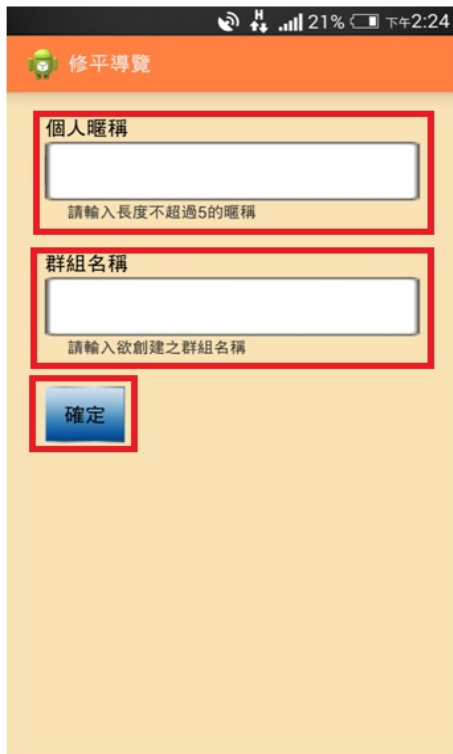 H 21% 下午2:24
修平導覽
個人暱稱
請輸入長度不超過5的暱稱
群組名稱
請輸入欲創建之群組名稱
確定